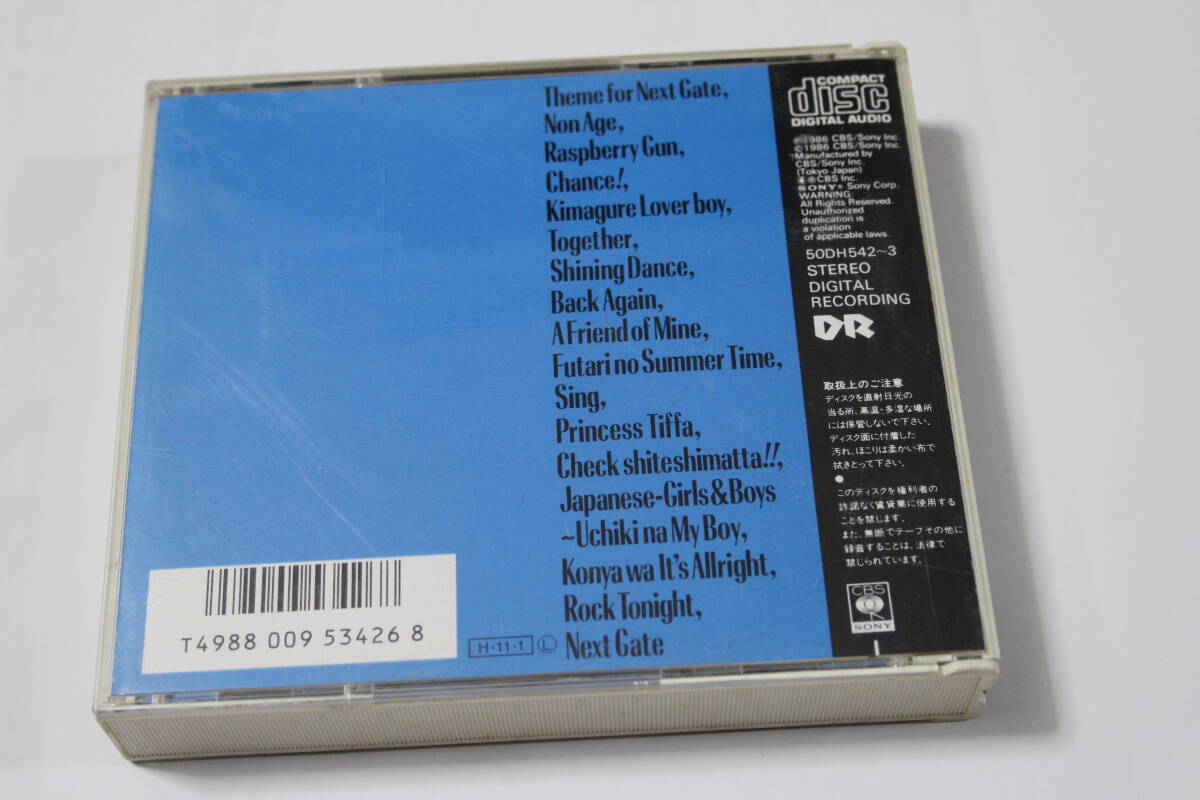 Theme for Next Gate,
Non Age,
Raspberry Gun,
Chance!,
Kimagure Lover boy,
Together,
Shining Dance,
Back Again,
A Friend of Mine,
Futari no Summer Time,
Sing,
Princess Tiffa,
Check shiteshimatta!!,
Japanese-Girls&Boys
~Uchiki na My Boy,
Konya wa It's Allright,
Rock Tonight,
Next Gate
T4988 009 53426 8
H·11·1 Ⓛ
COMPACT
disc
DIGITAL AUDIO
℗1986 CBS/Sony Inc.
©1986 CBS/Sony Inc.
Manufactured by
CBS/Sony Inc.
(Tokyo Japan)
®CBS Inc.
SONY® Sony Corp.
WARNING:
All Rights Reserved.
Unauthorized
duplication is
a violation
of applicable laws.
50DH542~3
STEREO
DIGITAL
RECORDING
DR
取扱上のご注意
ディスクを直射日光の
当る所、高温・多湿な場所
には保管しないで下さい。
ディスク面に付着した
汚れ、ほこりは柔かい布で
拭きとって下さい。
●
このディスクを権利者の
許諾なく賃貸業に使用する
ことを禁じます。
また、無断でテープその他に
録音することは、法律で
禁じられています。
CBS
SONY